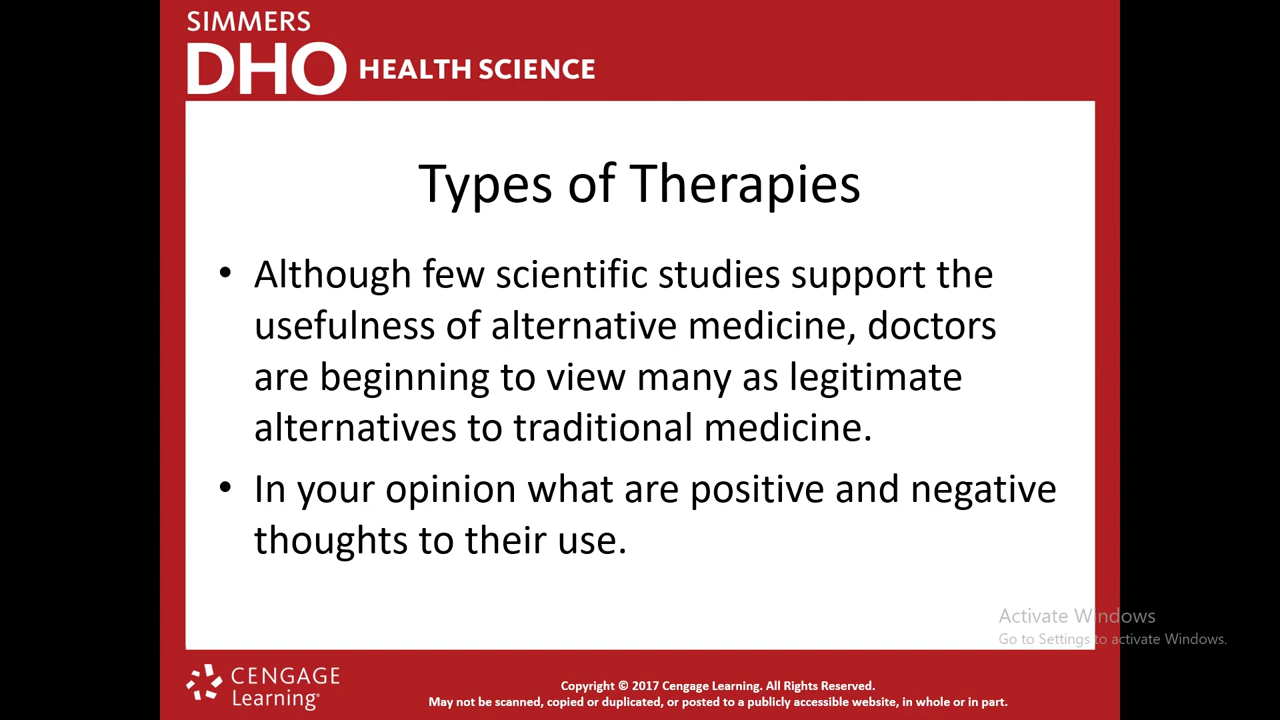 SIMMERS
DHO HEALTH SCIENCE
Types of Therapies
• Although few scientific studies support the
usefulness of alternative medicine, doctors
are beginning to view many as legitimate
alternatives to traditional medicine.
• In your opinion what are positive and negative
thoughts to their use.
Activate Windows
Go to Settings to activate Windows.
CENGAGE
Learning®
Copyright © 2017 Cengage Learning. All Rights Reserved.
May not be scanned, copied or duplicated, or posted to a publicly accessible website, in whole or in part.